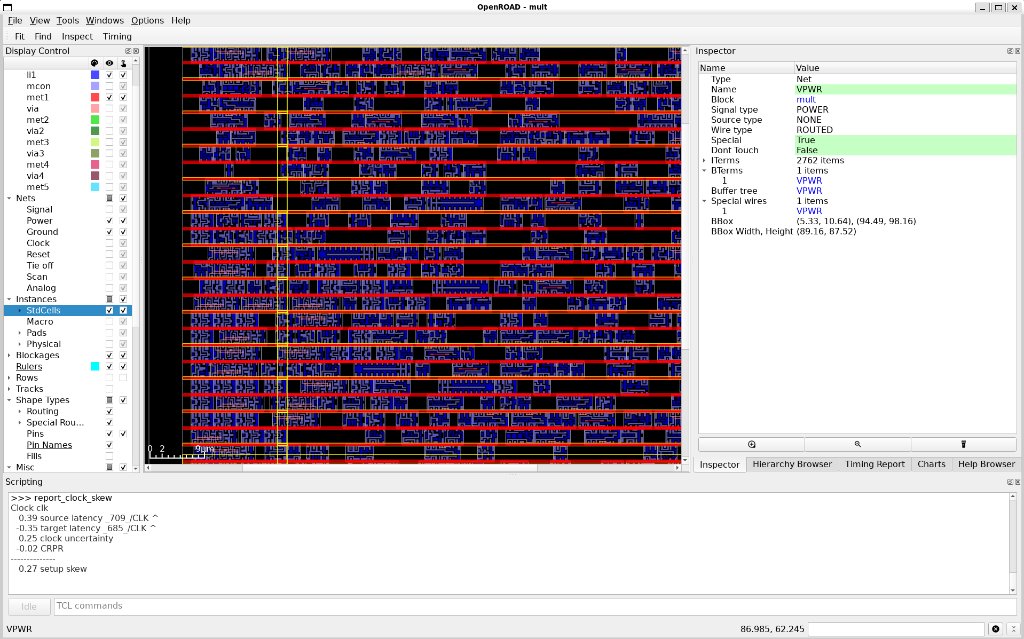 OpenROAD - mult
File View Tools Windows Options Help
Fit Find Inspect Timing
Display Control
li1
mcon
met1
via
met2
via2
met3
via3
met4
via4
met5
Nets
Signal
Power
Ground
Clock
Reset
Tie off
Scan
Analog
Instances
StdCells
Macro
Pads
Physical
Blockages
Rulers
Rows
Tracks
Shape Types
Routing
Special Rou...
Pins
Pin Names
Fills
Misc
0 2 9μm
Inspector
Name Value
Type Net
Name VPWR
Block mult
Signal type POWER
Source type NONE
Wire type ROUTED
Special True
Dont Touch False
ITerms 2762 items
BTerms 1 items
1 VPWR
Buffer tree VPWR
Special wires 1 items
1 VPWR
BBox (5.33, 10.64), (94.49, 98.16)
BBox Width, Height (89.16, 87.52)
Inspector Hierarchy Browser Timing Report Charts Help Browser
Scripting
>>> report_clock_skew
Clock clk
0.39 source latency _709_/CLK ^
-0.35 target latency _685_/CLK ^
0.25 clock uncertainty
-0.02 CRPR
--------------
0.27 setup skew
Idle TCL commands
VPWR 86.985, 62.245